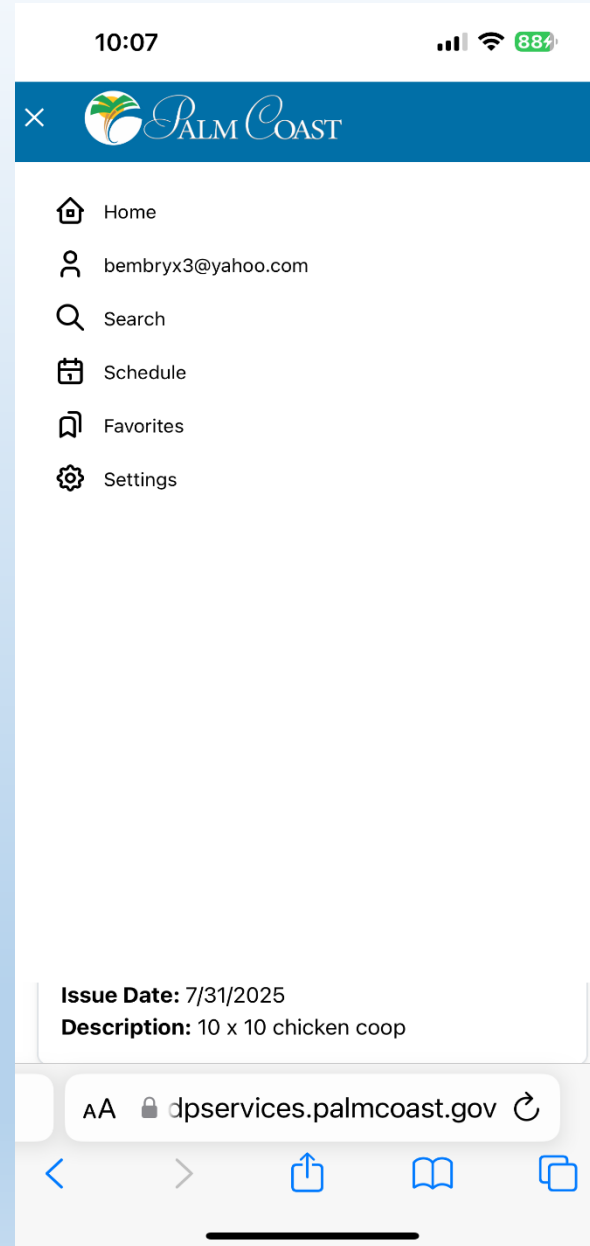 10:07
88
PALM COAST
Home
bembryx3@yahoo.com
Search
1
Schedule
Favorites
Settings
Issue Date: 7/31/2025
Description: 10 x 10 chicken coop
AA dpservices.palmcoast.gov